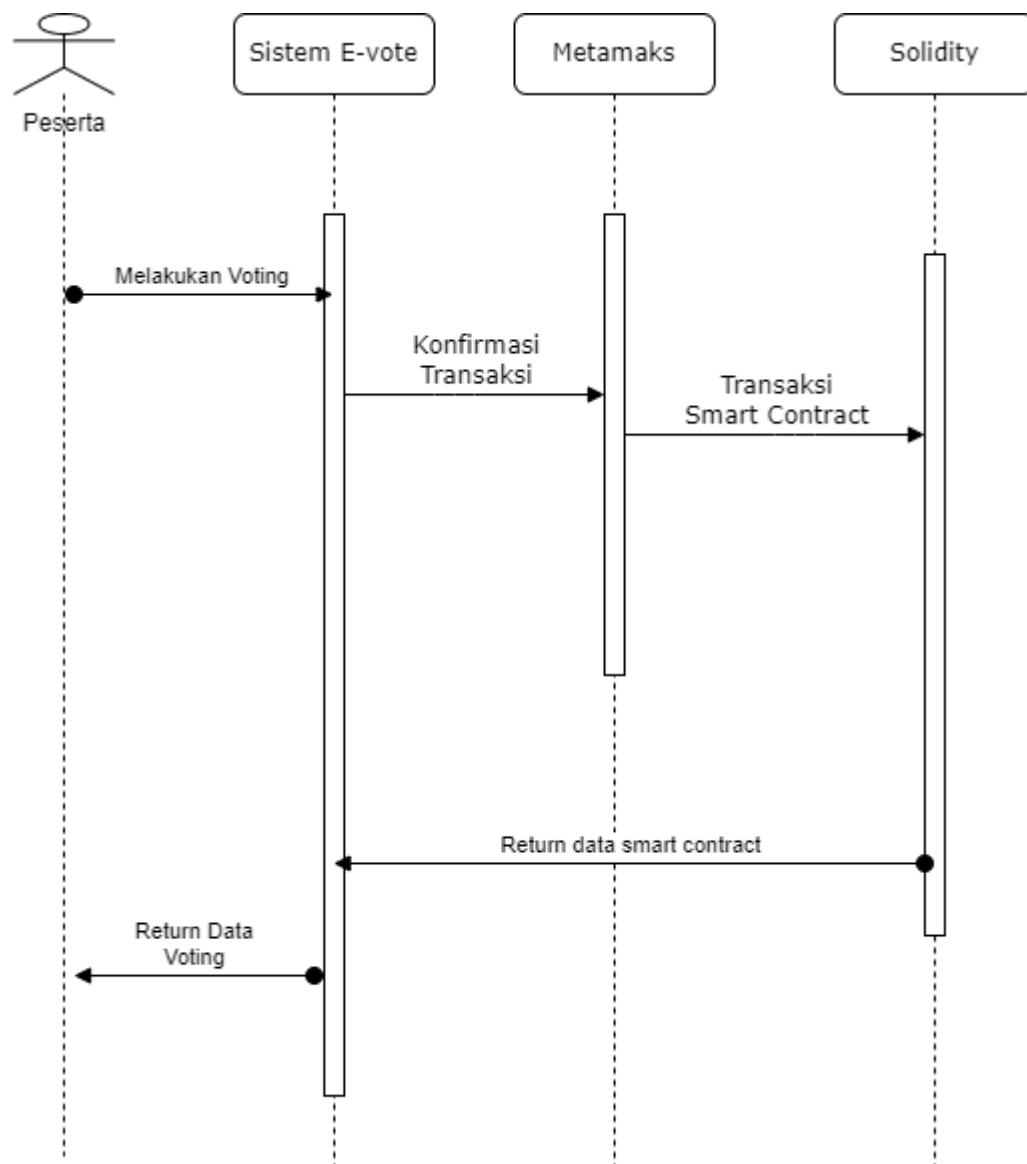 Sistem E-vote
Metamaks
Solidity
Peserta
Melakukan Voting
Konfirmasi
Transaksi
Transaksi
Smart Contract
Return data smart contract
Return Data
Voting